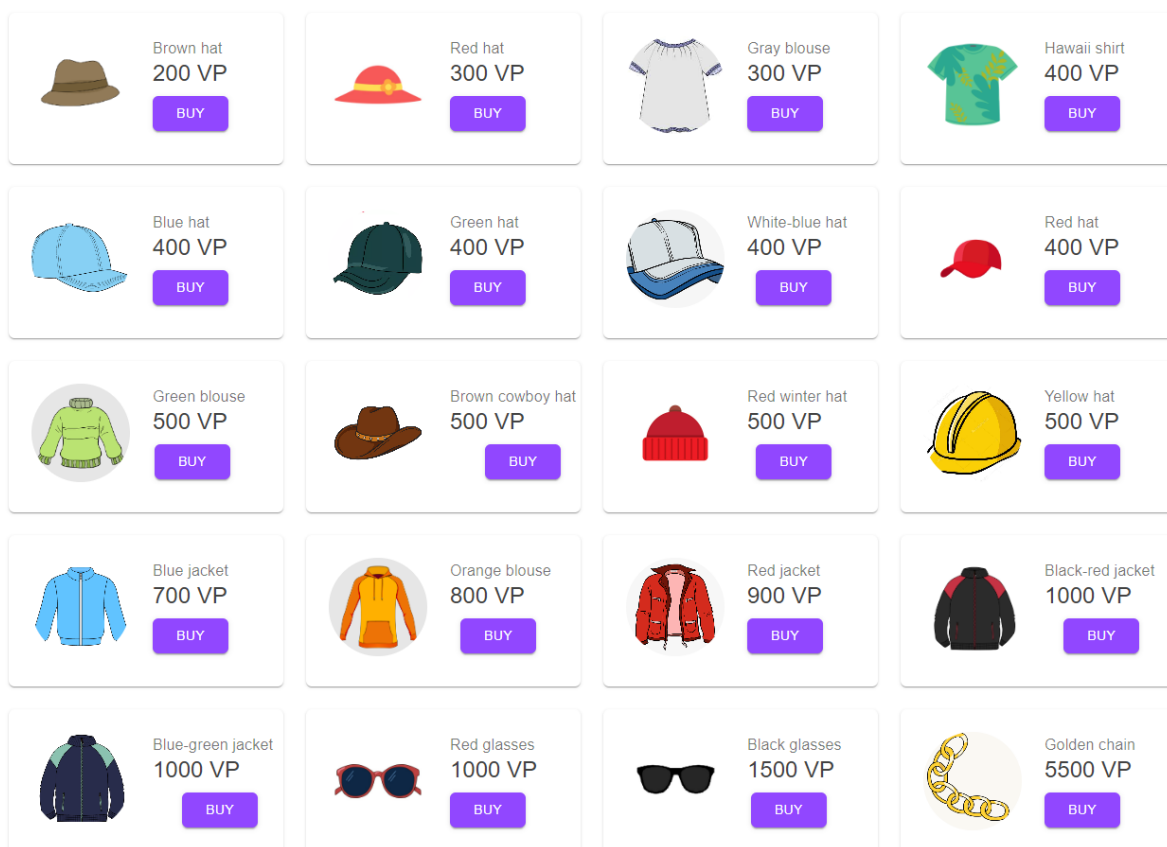 Brown hat
200 VP
BUY
Red hat
300 VP
BUY
Gray blouse
300 VP
BUY
Hawaii shirt
400 VP
BUY
Blue hat
400 VP
BUY
Green hat
400 VP
BUY
White-blue hat
400 VP
BUY
Red hat
400 VP
BUY
Green blouse
500 VP
BUY
Brown cowboy hat
500 VP
BUY
Red winter hat
500 VP
BUY
Yellow hat
500 VP
BUY
Blue jacket
700 VP
BUY
Orange blouse
800 VP
BUY
Red jacket
900 VP
BUY
Black-red jacket
1000 VP
BUY
Blue-green jacket
1000 VP
BUY
Red glasses
1000 VP
BUY
Black glasses
1500 VP
BUY
Golden chain
5500 VP
BUY